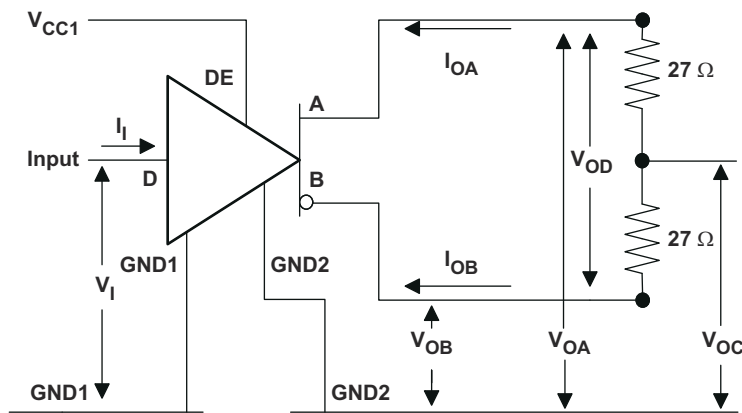 V_CC1
DE
A
I_OA
27 Ω
I_I
Input
D
B
V_OD
27 Ω
GND1
GND2
I_OB
V_I
V_OB
V_OA
V_OC
GND1
GND2